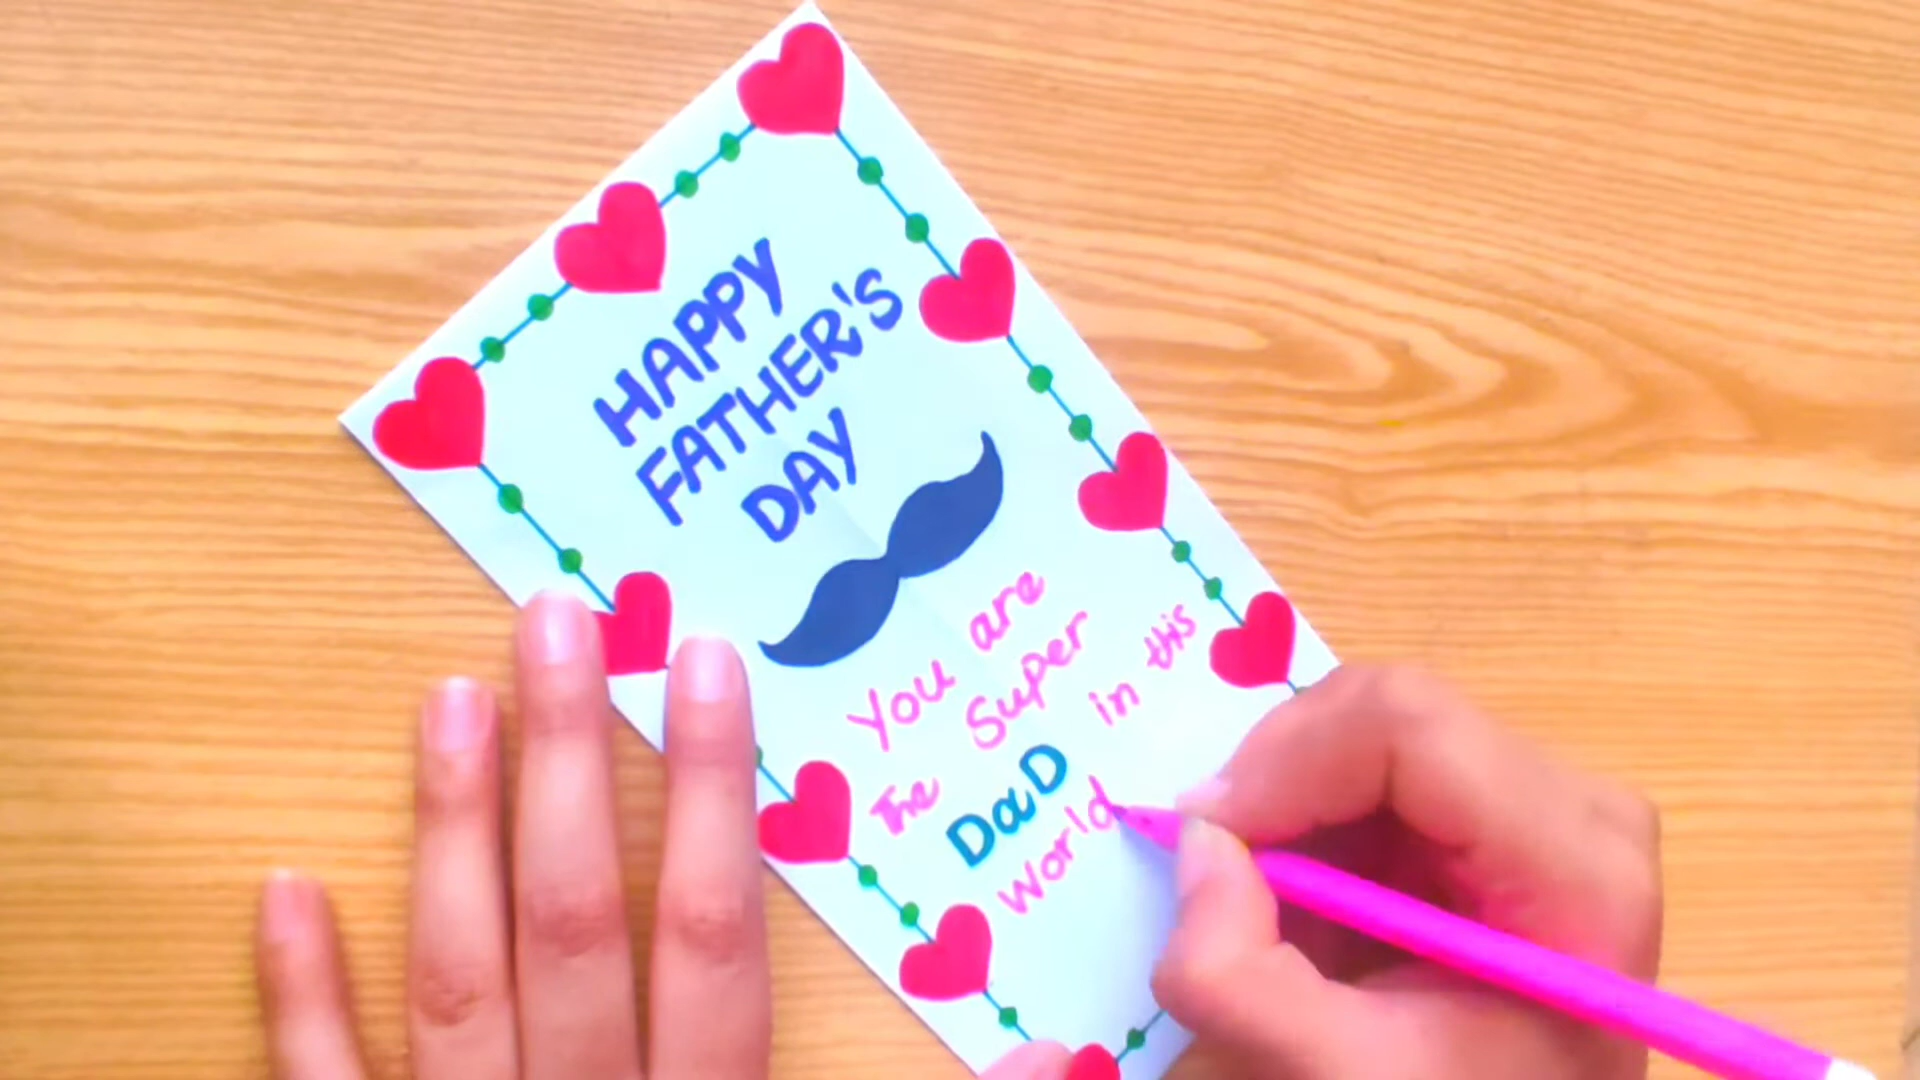 HAPPY
FATHER'S
DAY
You are
The Super
DaD in this
World